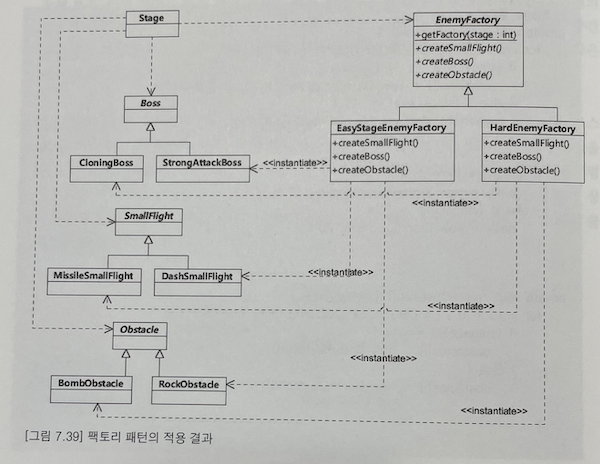 Stage
EnemyFactory
+getFactory(stage : int)
+createSmallFlight()
+createBoss()
+createObstacle()
Boss
EasyStageEnemyFactory
+createSmallFlight()
+createBoss()
+createObstacle()
HardEnemyFactory
+createSmallFlight()
+createBoss()
+createObstacle()
CloningBoss
StrongAttackBoss
<<instantiate>>
<<instantiate>>
SmallFlight
MissileSmallFlight
DashSmallFlight
<<instantiate>>
<<instantiate>>
Obstacle
<<instantiate>>
BombObstacle
RockObstacle
<<instantiate>>
[그림 7.39] 팩토리 패턴의 적용 결과